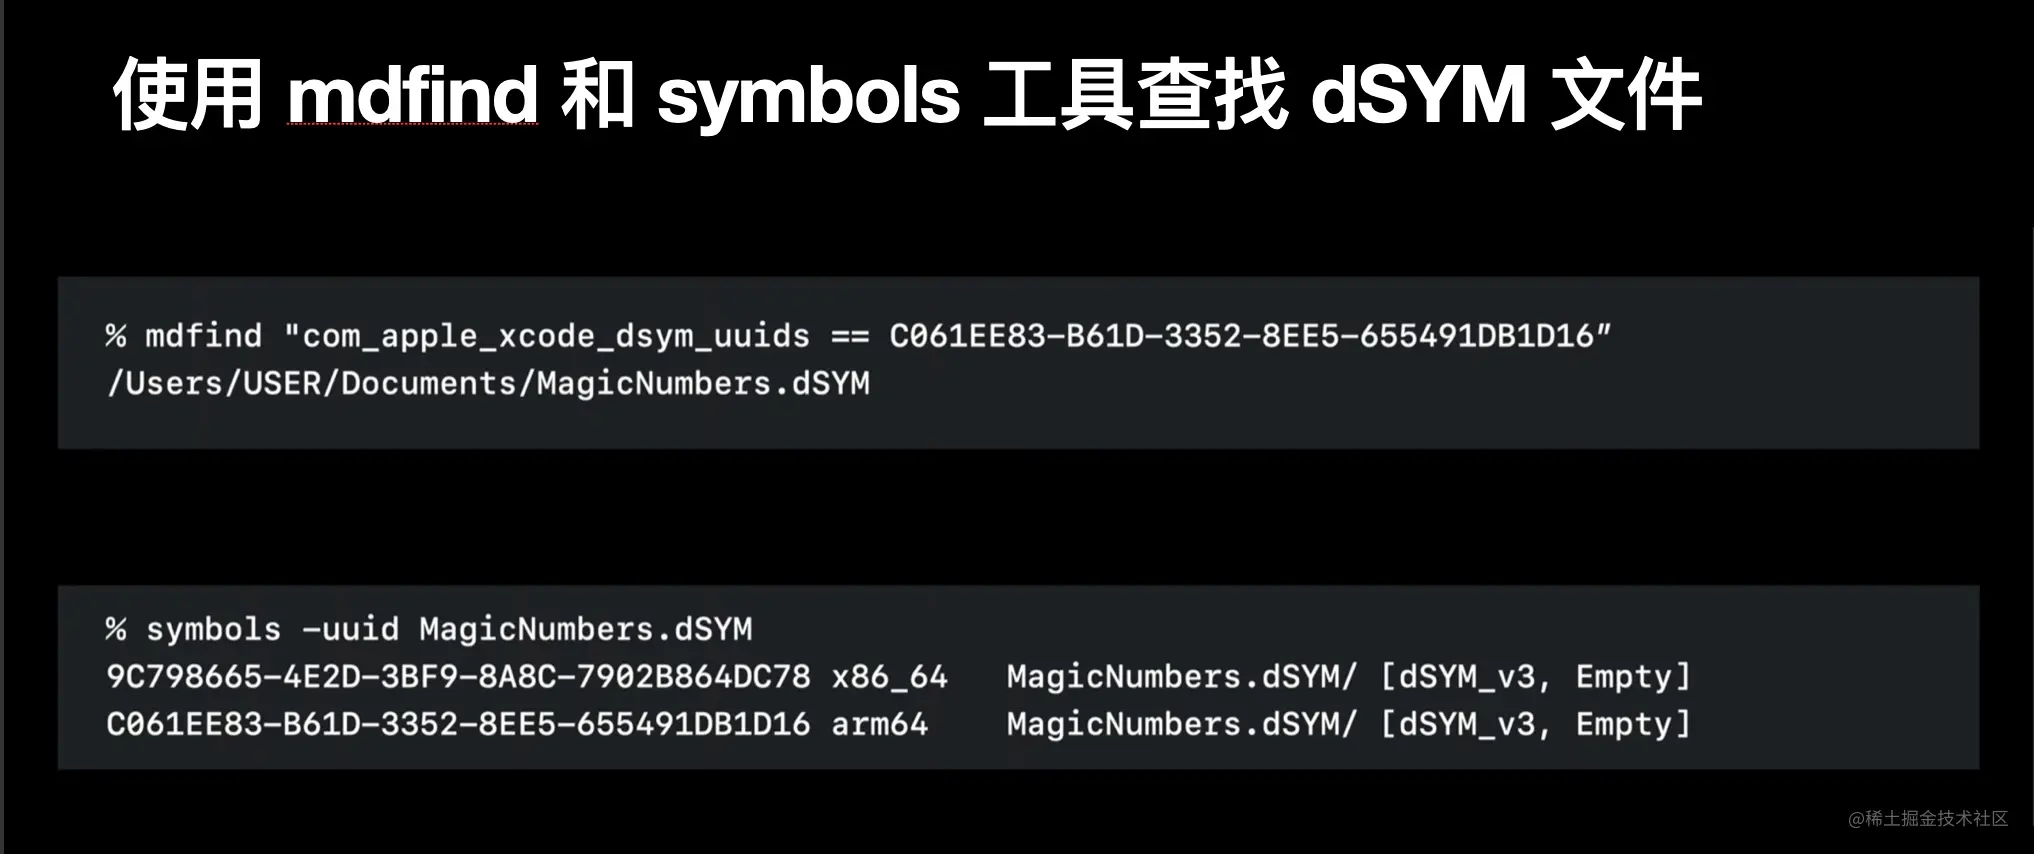 使用 mdfind 和 symbols 工具查找 dSYM 文件
% mdfind "com_apple_xcode_dsym_uuids == C061EE83-B61D-3352-8EE5-655491DB1D16”
/Users/USER/Documents/MagicNumbers.dSYM
% symbols -uuid MagicNumbers.dSYM
9C798665-4E2D-3BF9-8A8C-7902B864DC78 x86_64   MagicNumbers.dSYM/ [dSYM_v3, Empty]
C061EE83-B61D-3352-8EE5-655491DB1D16 arm64    MagicNumbers.dSYM/ [dSYM_v3, Empty]
@稀土掘金技术社区